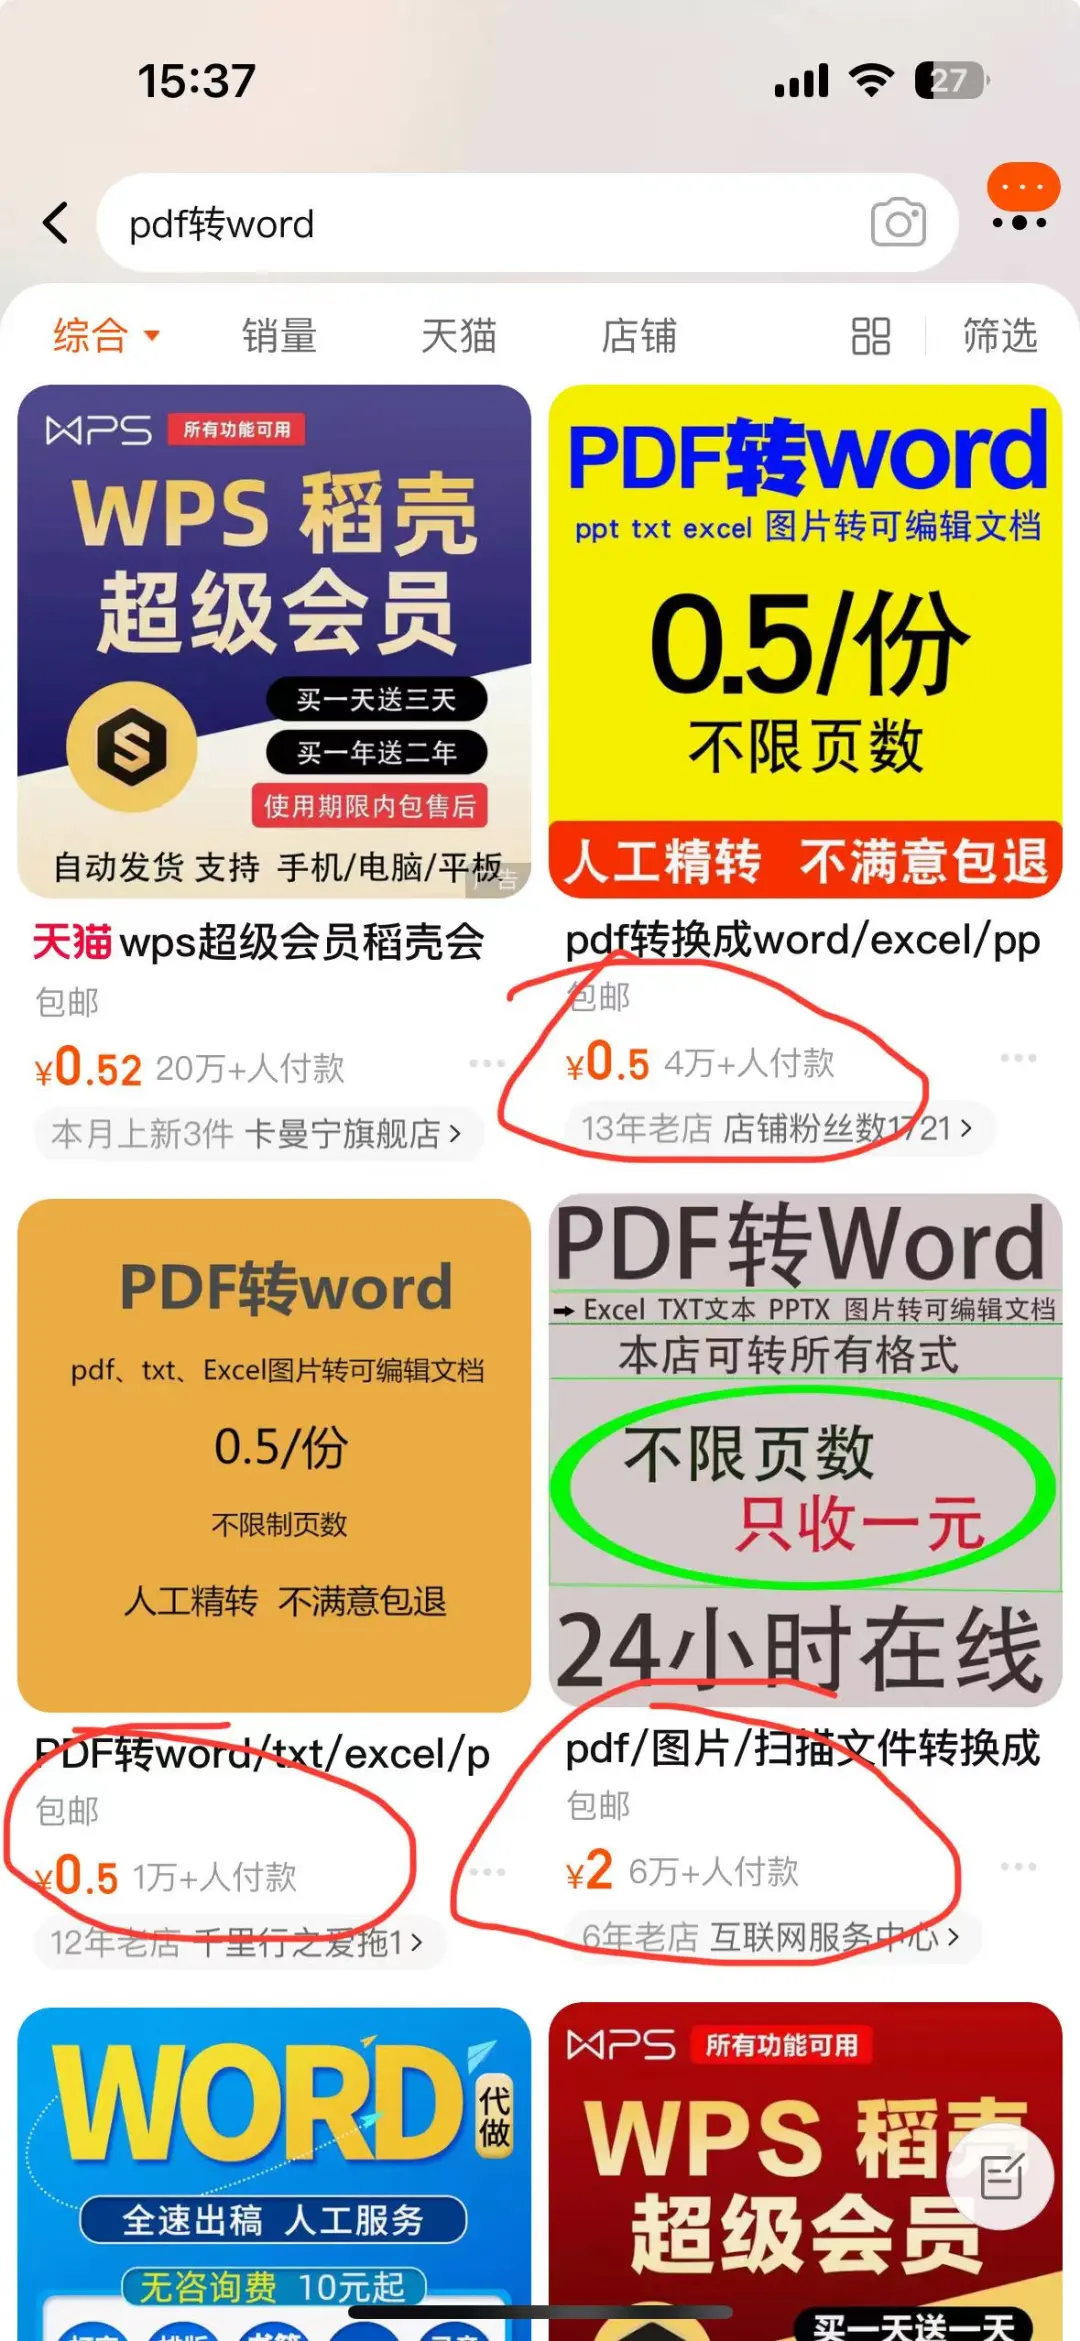 15:37
27
pdf转word
综合
销量
天猫
店铺
筛选
WPS
所有功能可用
WPS 稻壳
超级会员
买一天送三天
买一年送二年
使用期限内包售后
自动发货 支持 手机/电脑/平板
广告
天猫 wps超级会员稻壳会
包邮
¥0.52 20万+人付款
本月上新3件 卡曼宁旗舰店
PDF转word
ppt txt excel 图片转可编辑文档
0.5/份
不限页数
人工精转 不满意包退
pdf转换成word/excel/pp
包邮
¥0.5 4万+人付款
13年老店 店铺粉丝数1721
PDF转word
pdf、txt、Excel图片转可编辑文档
0.5/份
不限制页数
人工精转 不满意包退
PDF转word/txt/excel/p
包邮
¥0.5 1万+人付款
12年老店 千里行之爱拖1
PDF转Word
Excel TXT文本 PPTX 图片转可编辑文档
本店可转所有格式
不限页数
只收一元
24小时在线
pdf/图片/扫描文件转换成
包邮
¥2 6万+人付款
6年老店 互联网服务中心
WORD
代做
全速出稿 人工服务
无咨询费 10元起
WPS
所有功能可用
WPS 稻壳
超级会员
买一天送一天